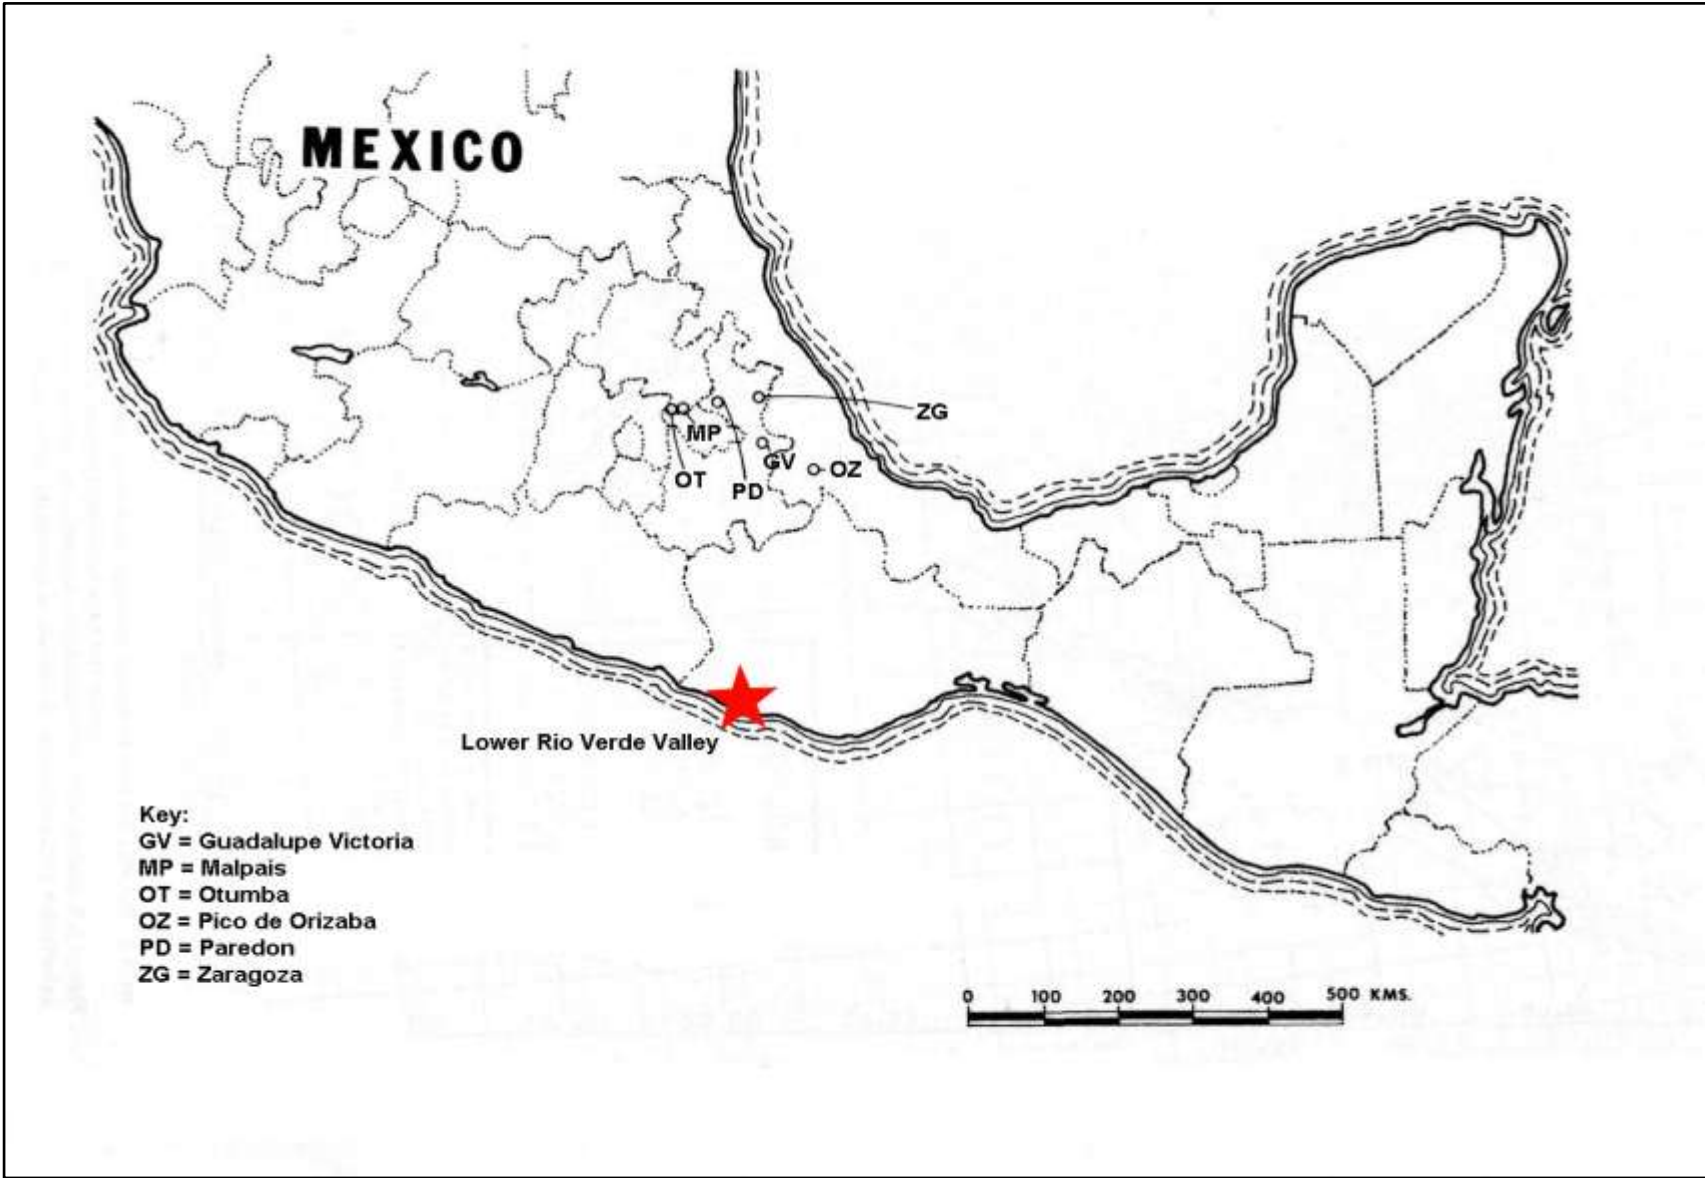 MEXICO
ZG
MP
GV
OZ
OT
PD
Lower Rio Verde Valley
Key:
GV = Guadalupe Victoria
MP = Malpais
OT = Otumba
OZ = Pico de Orizaba
PD = Paredon
ZG = Zaragoza
0 100 200 300 400 500 KMS.